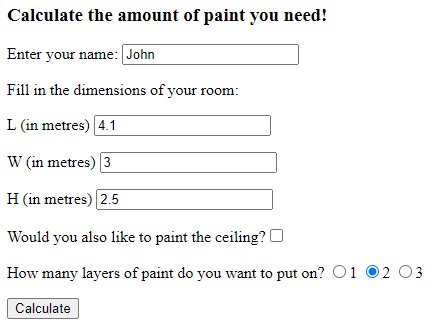 Calculate the amount of paint you need!
Enter your name: John
Fill in the dimensions of your room:
L (in metres) 4.1
W (in metres) 3
H (in metres) 2.5
Would you also like to paint the ceiling?
How many layers of paint do you want to put on? 1 2 3
Calculate